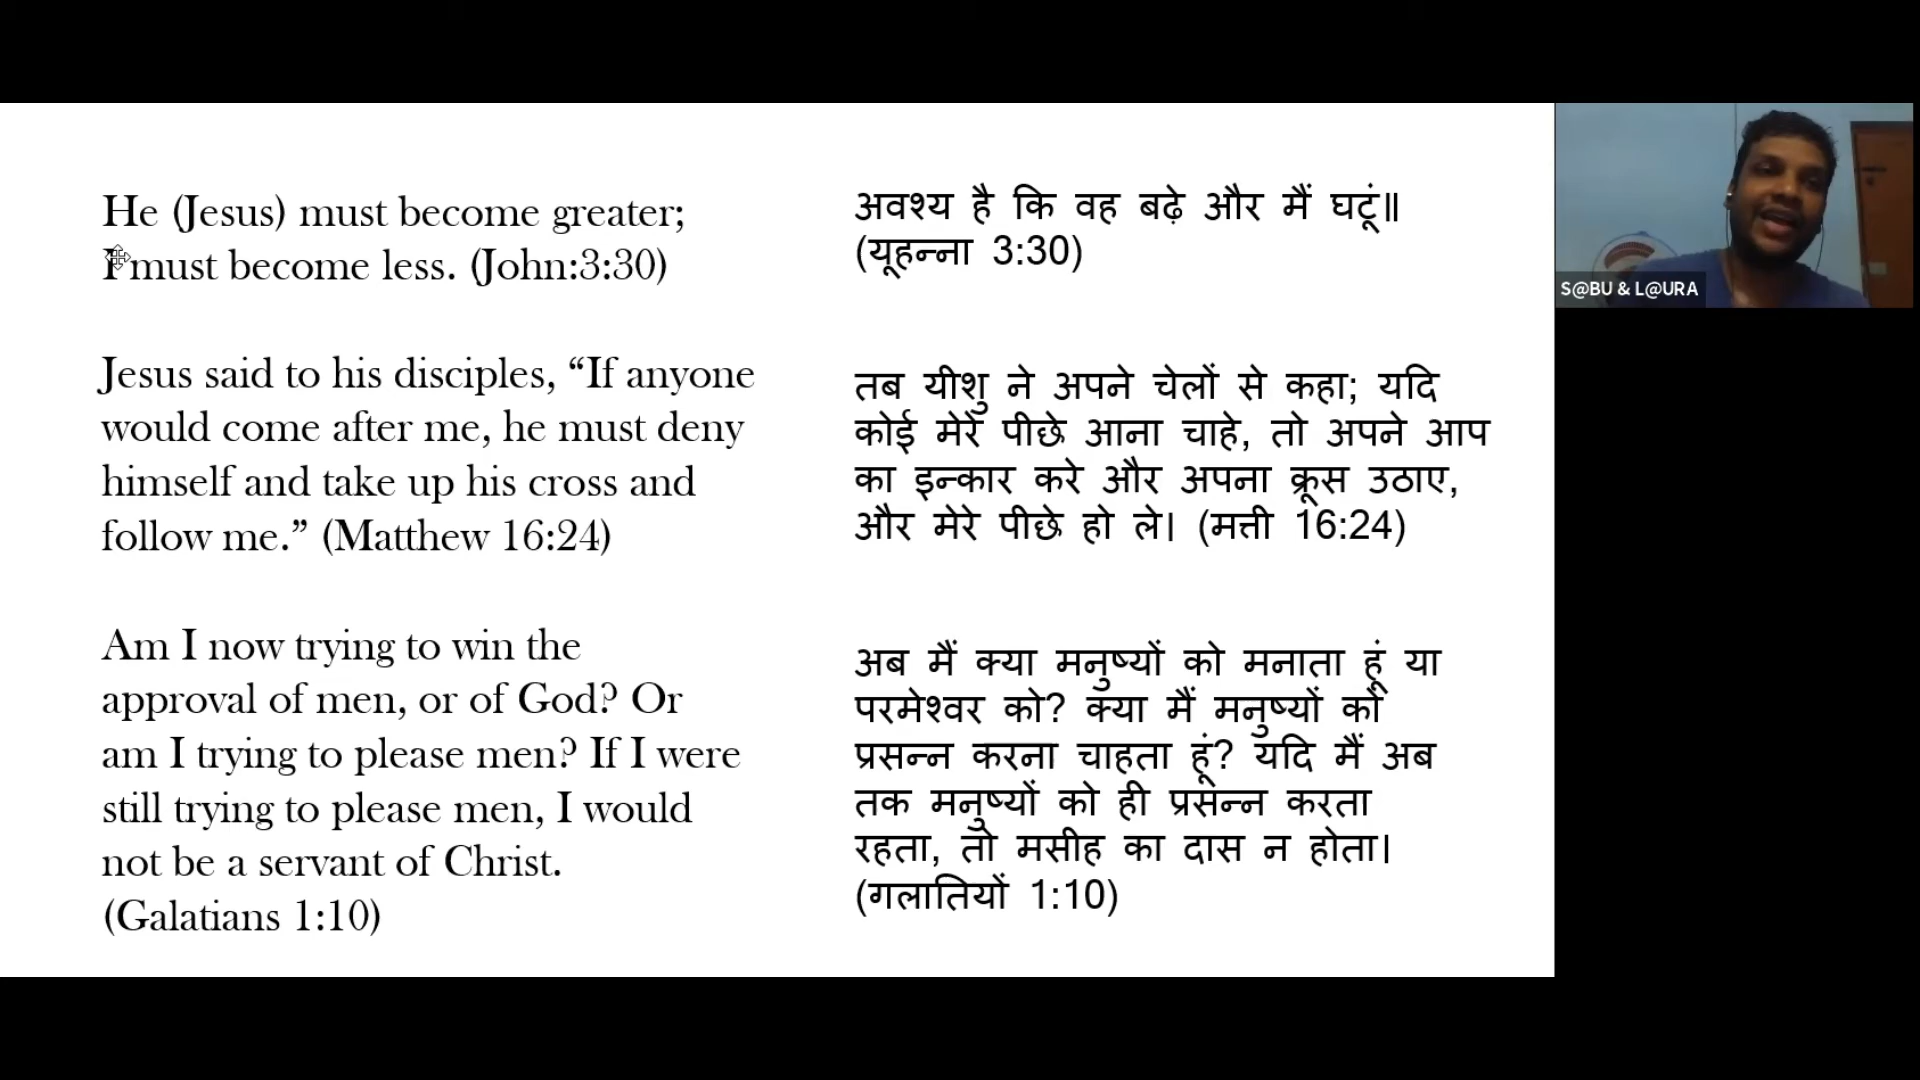 He (Jesus) must become greater;
I must become less. (John:3:30)
Jesus said to his disciples, “If anyone
would come after me, he must deny
himself and take up his cross and
follow me.” (Matthew 16:24)
Am I now trying to win the
approval of men, or of God? Or
am I trying to please men? If I were
still trying to please men, I would
not be a servant of Christ.
(Galatians 1:10)
अवश्य है कि वह बढ़े और मैं घटूं॥
(यूहन्ना 3:30)
तब यीशु ने अपने चेलों से कहा; यदि
कोई मेरे पीछे आना चाहे, तो अपने आप
का इन्कार करे और अपना क्रूस उठाए,
और मेरे पीछे हो ले। (मत्ती 16:24)
अब मैं क्या मनुष्यों को मनाता हूं या
परमेश्वर को? क्या मैं मनुष्यों को
प्रसन्न करना चाहता हूं? यदि मैं अब
तक मनुष्यों को ही प्रसन्न करता
रहता, तो मसीह का दास न होता।
(गलातियों 1:10)
S@BU & L@URA